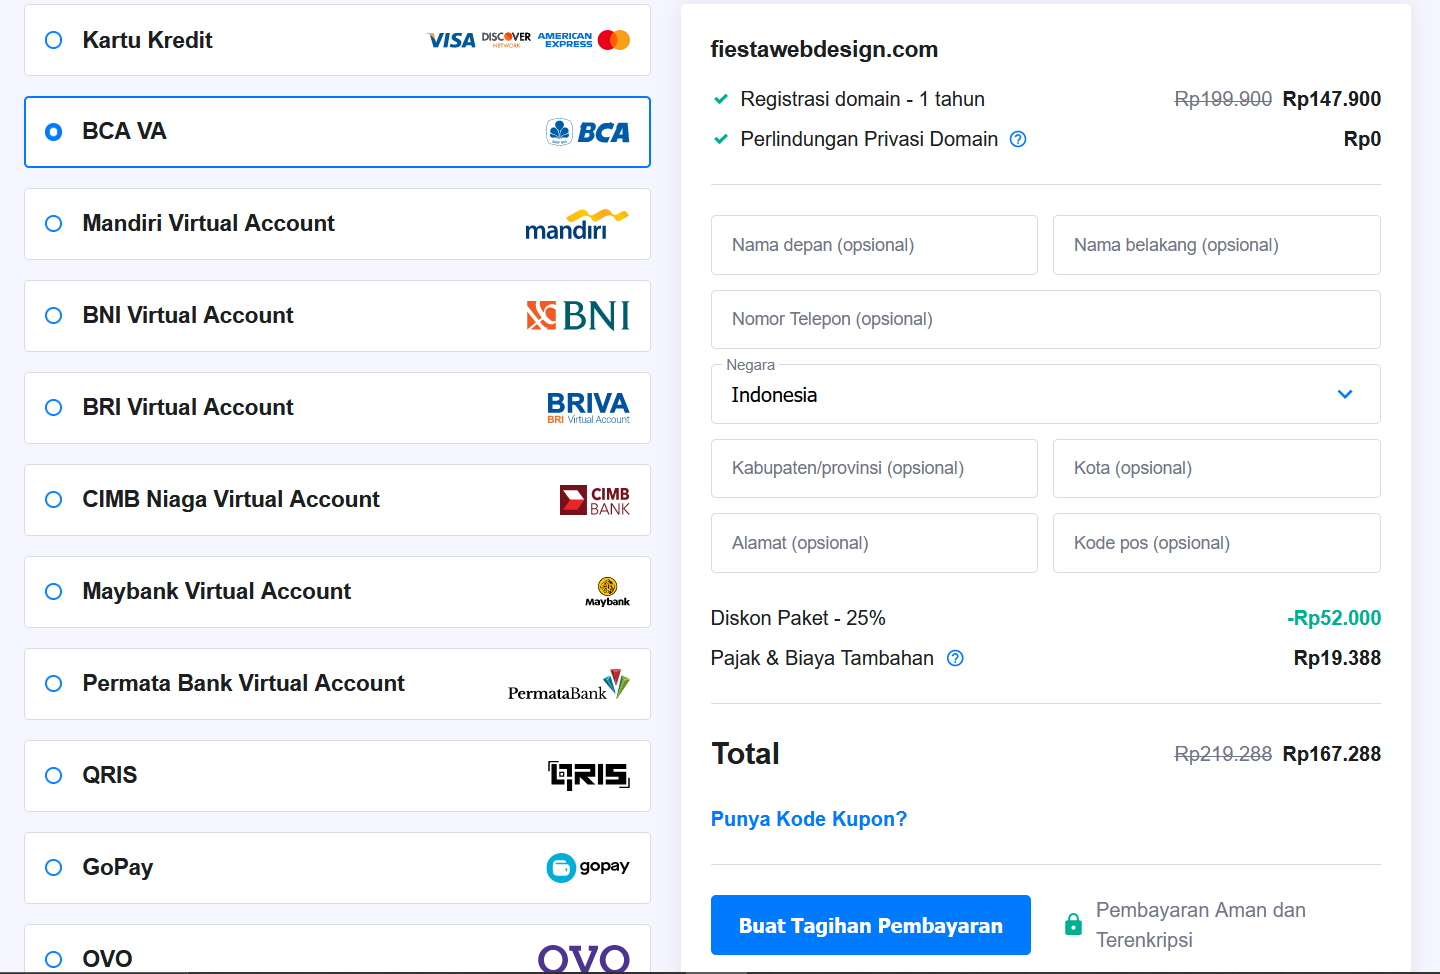 Kartu Kredit
VISA DISCOVER NETWORK AMERICAN EXPRESS
BCA VA
BCA
Mandiri Virtual Account
mandiri
BNI Virtual Account
BNI
BRI Virtual Account
BRIVA
BRI Virtual Account
CIMB Niaga Virtual Account
CIMB
BANK
Maybank Virtual Account
Maybank
Permata Bank Virtual Account
PermataBank
QRIS
QRIS
GoPay
gopay
OVO
OVO
fiestawebdesign.com
Registrasi domain - 1 tahun Rp199.900 Rp147.900
Perlindungan Privasi Domain ? Rp0
Nama depan (opsional) Nama belakang (opsional)
Nomor Telepon (opsional)
Negara
Indonesia
Kabupaten/provinsi (opsional) Kota (opsional)
Alamat (opsional) Kode pos (opsional)
Diskon Paket - 25% -Rp52.000
Pajak & Biaya Tambahan ? Rp19.388
Total Rp219.288 Rp167.288
Punya Kode Kupon?
Buat Tagihan Pembayaran
Pembayaran Aman dan
Terenkripsi